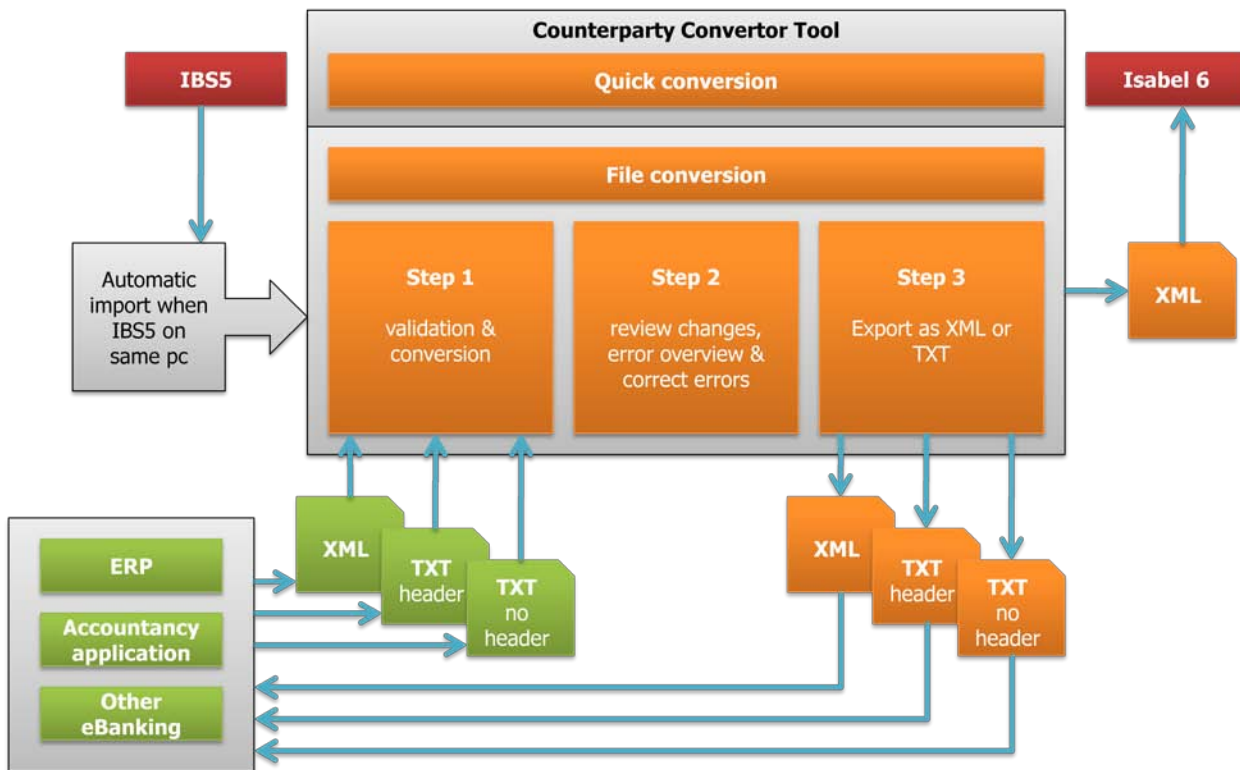 Counterparty Convertor Tool
IBS5
Quick conversion
Isabel 6
File conversion
Automatic
import when
IBS5 on
same pc
Step 1
validation &
conversion
Step 2
review changes,
error overview &
correct errors
Step 3
Export as XML or
TXT
XML
ERP
Accountancy
application
Other
eBanking
XML
TXT
header
TXT
no
header
XML
TXT
header
TXT
no
header